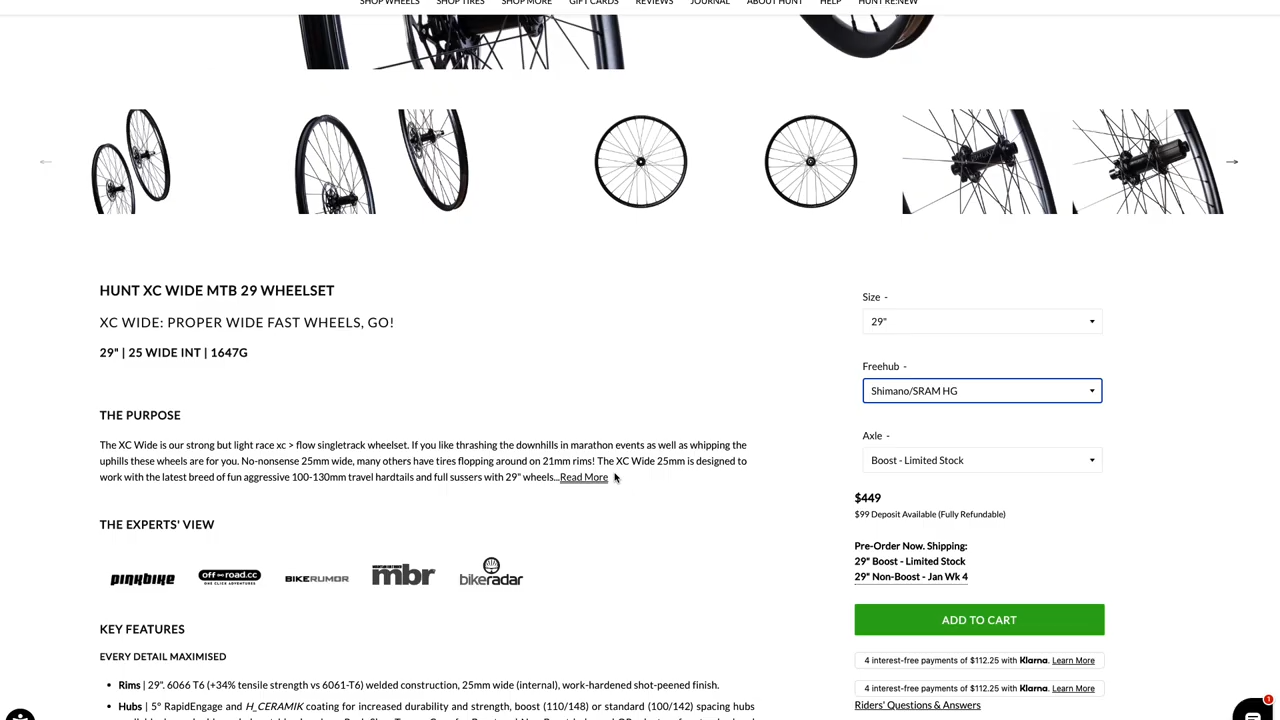 SHOP WHEELS SHOP TIRES SHOP MORE GIFT CARDS REVIEWS JOURNAL ABOUT HUNT HELP HUNT RE:NEW
HUNT XC WIDE MTB 29 WHEELSET
XC WIDE: PROPER WIDE FAST WHEELS, GO!
29" | 25 WIDE INT | 1647G
THE PURPOSE
The XC Wide is our strong but light race xc > flow singletrack wheelset. If you like thrashing the downhills in marathon events as well as whipping the
uphills these wheels are for you. No-nonsense 25mm wide, many others have tires flopping around on 21mm rims! The XC Wide 25mm is designed to
work with the latest breed of fun aggressive 100-130mm travel hardtails and full sussers with 29" wheels...Read More
THE EXPERTS' VIEW
pinkbike
off road.cc
BIKERUMOR
mbr
bikeradar
KEY FEATURES
EVERY DETAIL MAXIMISED
• Rims | 29". 6066 T6 (+34% tensile strength vs 6061-T6) welded construction, 25mm wide (internal), work-hardened shot-peened finish.
• Hubs | 5° RapidEngage and H_CERAMIK coating for increased durability and strength, boost (110/148) or standard (100/142) spacing hubs
Size -
29"
Freehub -
Shimano/SRAM HG
Axle -
Boost - Limited Stock
$449
$99 Deposit Available (Fully Refundable)
Pre-Order Now. Shipping:
29" Boost - Limited Stock
29" Non-Boost - Jan Wk 4
ADD TO CART
4 interest-free payments of $112.25 with Klarna. Learn More
4 interest-free payments of $112.25 with Klarna. Learn More
Riders' Questions & Answers
1